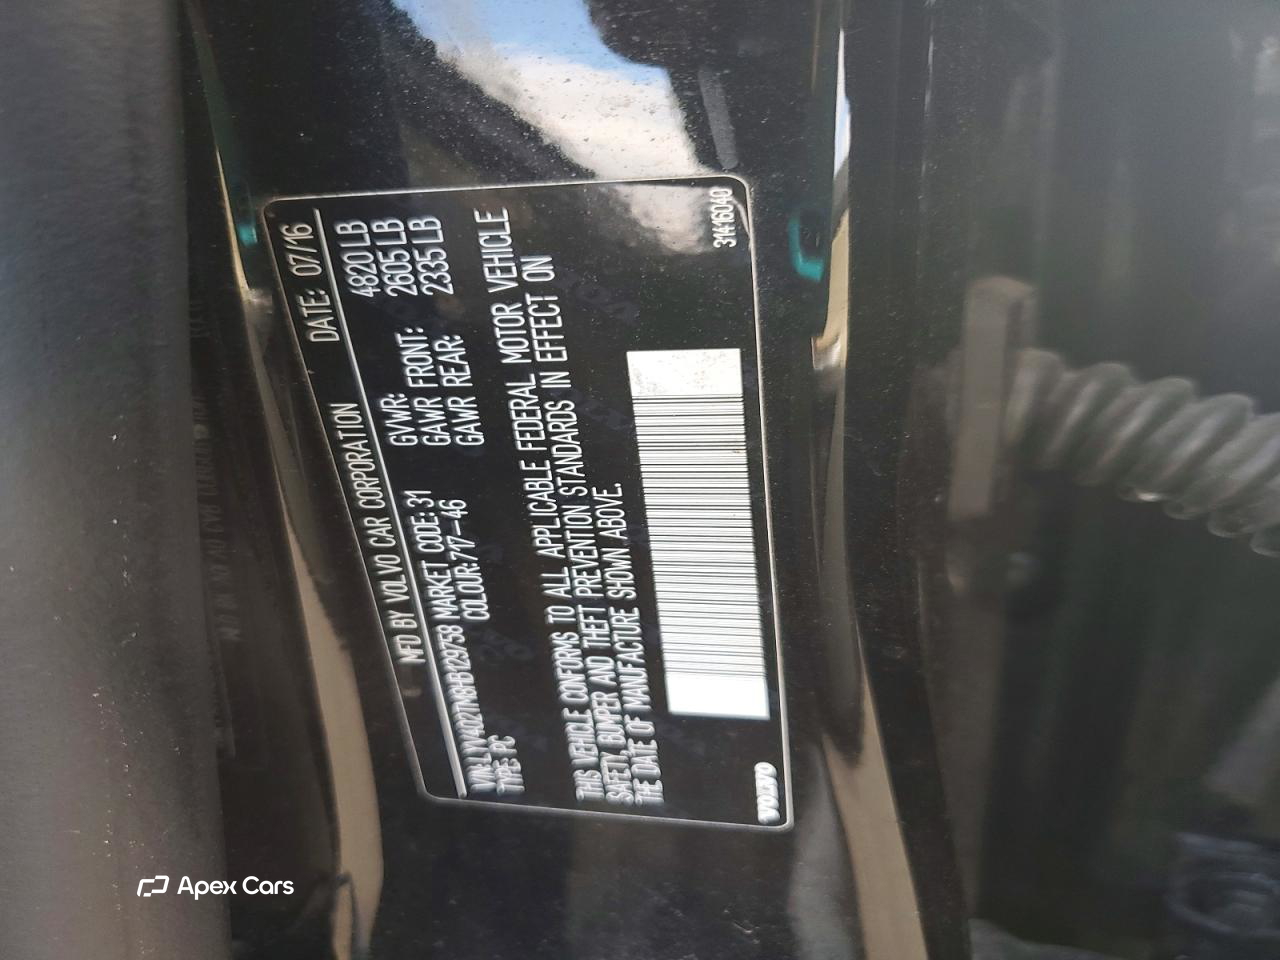 MFD BY VOLVO CAR CORPORATION DATE: 07/16
VIN: LYV402TK8HB129758 MARKET CODE: 31 GVWR: 4820 LB
TYPE: PC COLOUR: 717-46 GAWR FRONT: 2605 LB
GAWR REAR: 2335 LB
THIS VEHICLE CONFORMS TO ALL APPLICABLE FEDERAL MOTOR VEHICLE
SAFETY, BUMPER AND THEFT PREVENTION STANDARDS IN EFFECT ON
THE DATE OF MANUFACTURE SHOWN ABOVE.
VOLVO 31416040
Apex Cars